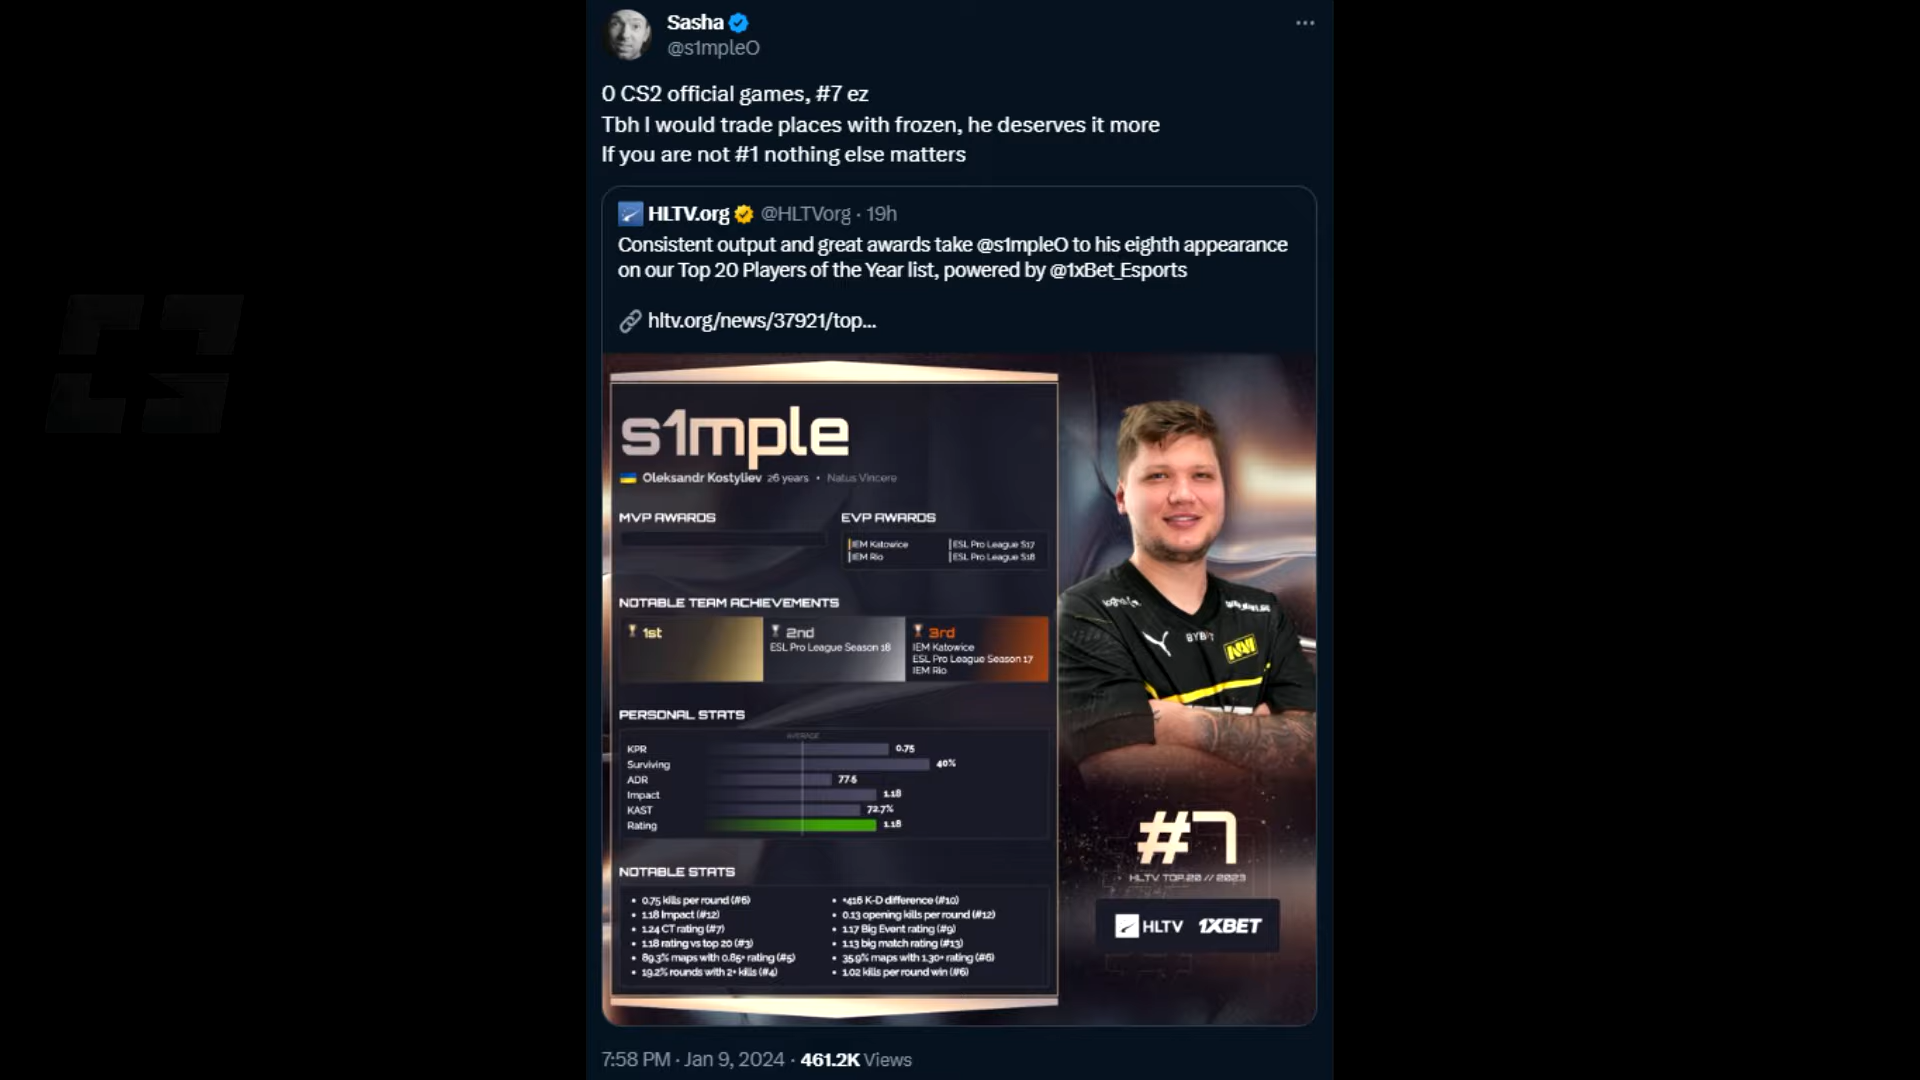 Sasha
@s1mpleO
0 CS2 official games, #7 ez
Tbh I would trade places with frozen, he deserves it more
If you are not #1 nothing else matters
HLTV.org @HLTVorg · 19h
Consistent output and great awards take @s1mpleO to his eighth appearance
on our Top 20 Players of the Year list, powered by @1xBet_Esports
hltv.org/news/37921/top...
s1mple
Oleksandr Kostyliev 26 years • Natus Vincere
MVP AWARDS
EVP AWARDS
IEM Katowice
ESL Pro League S17
IEM Rio
ESL Pro League S18
NOTABLE TEAM ACHIEVEMENTS
1st
2nd
ESL Pro League Season 18
3rd
IEM Katowice
ESL Pro League Season 17
IEM Rio
PERSONAL STATS
AVERAGE
KPR 0.75
Surviving 40%
ADR 77.6
Impact 1.18
KAST 72.7%
Rating 1.18
NOTABLE STATS
• 0.75 kills per round (#6)
• 1.18 Impact (#12)
• 1.24 CT rating (#7)
• 1.18 rating vs top 20 (#3)
• 89.3% maps with 0.85+ rating (#5)
• 19.2% rounds with 2+ kills (#4)
• +416 K-D difference (#10)
• 0.13 opening kills per round (#12)
• 1.17 Big Event rating (#9)
• 1.13 big match rating (#13)
• 35.9% maps with 1.30+ rating (#6)
• 1.02 kills per round win (#6)
BYBIT
#7
HLTV TOP 20 // 2023
HLTV 1XBET
7:58 PM · Jan 9, 2024 · 461.2K Views